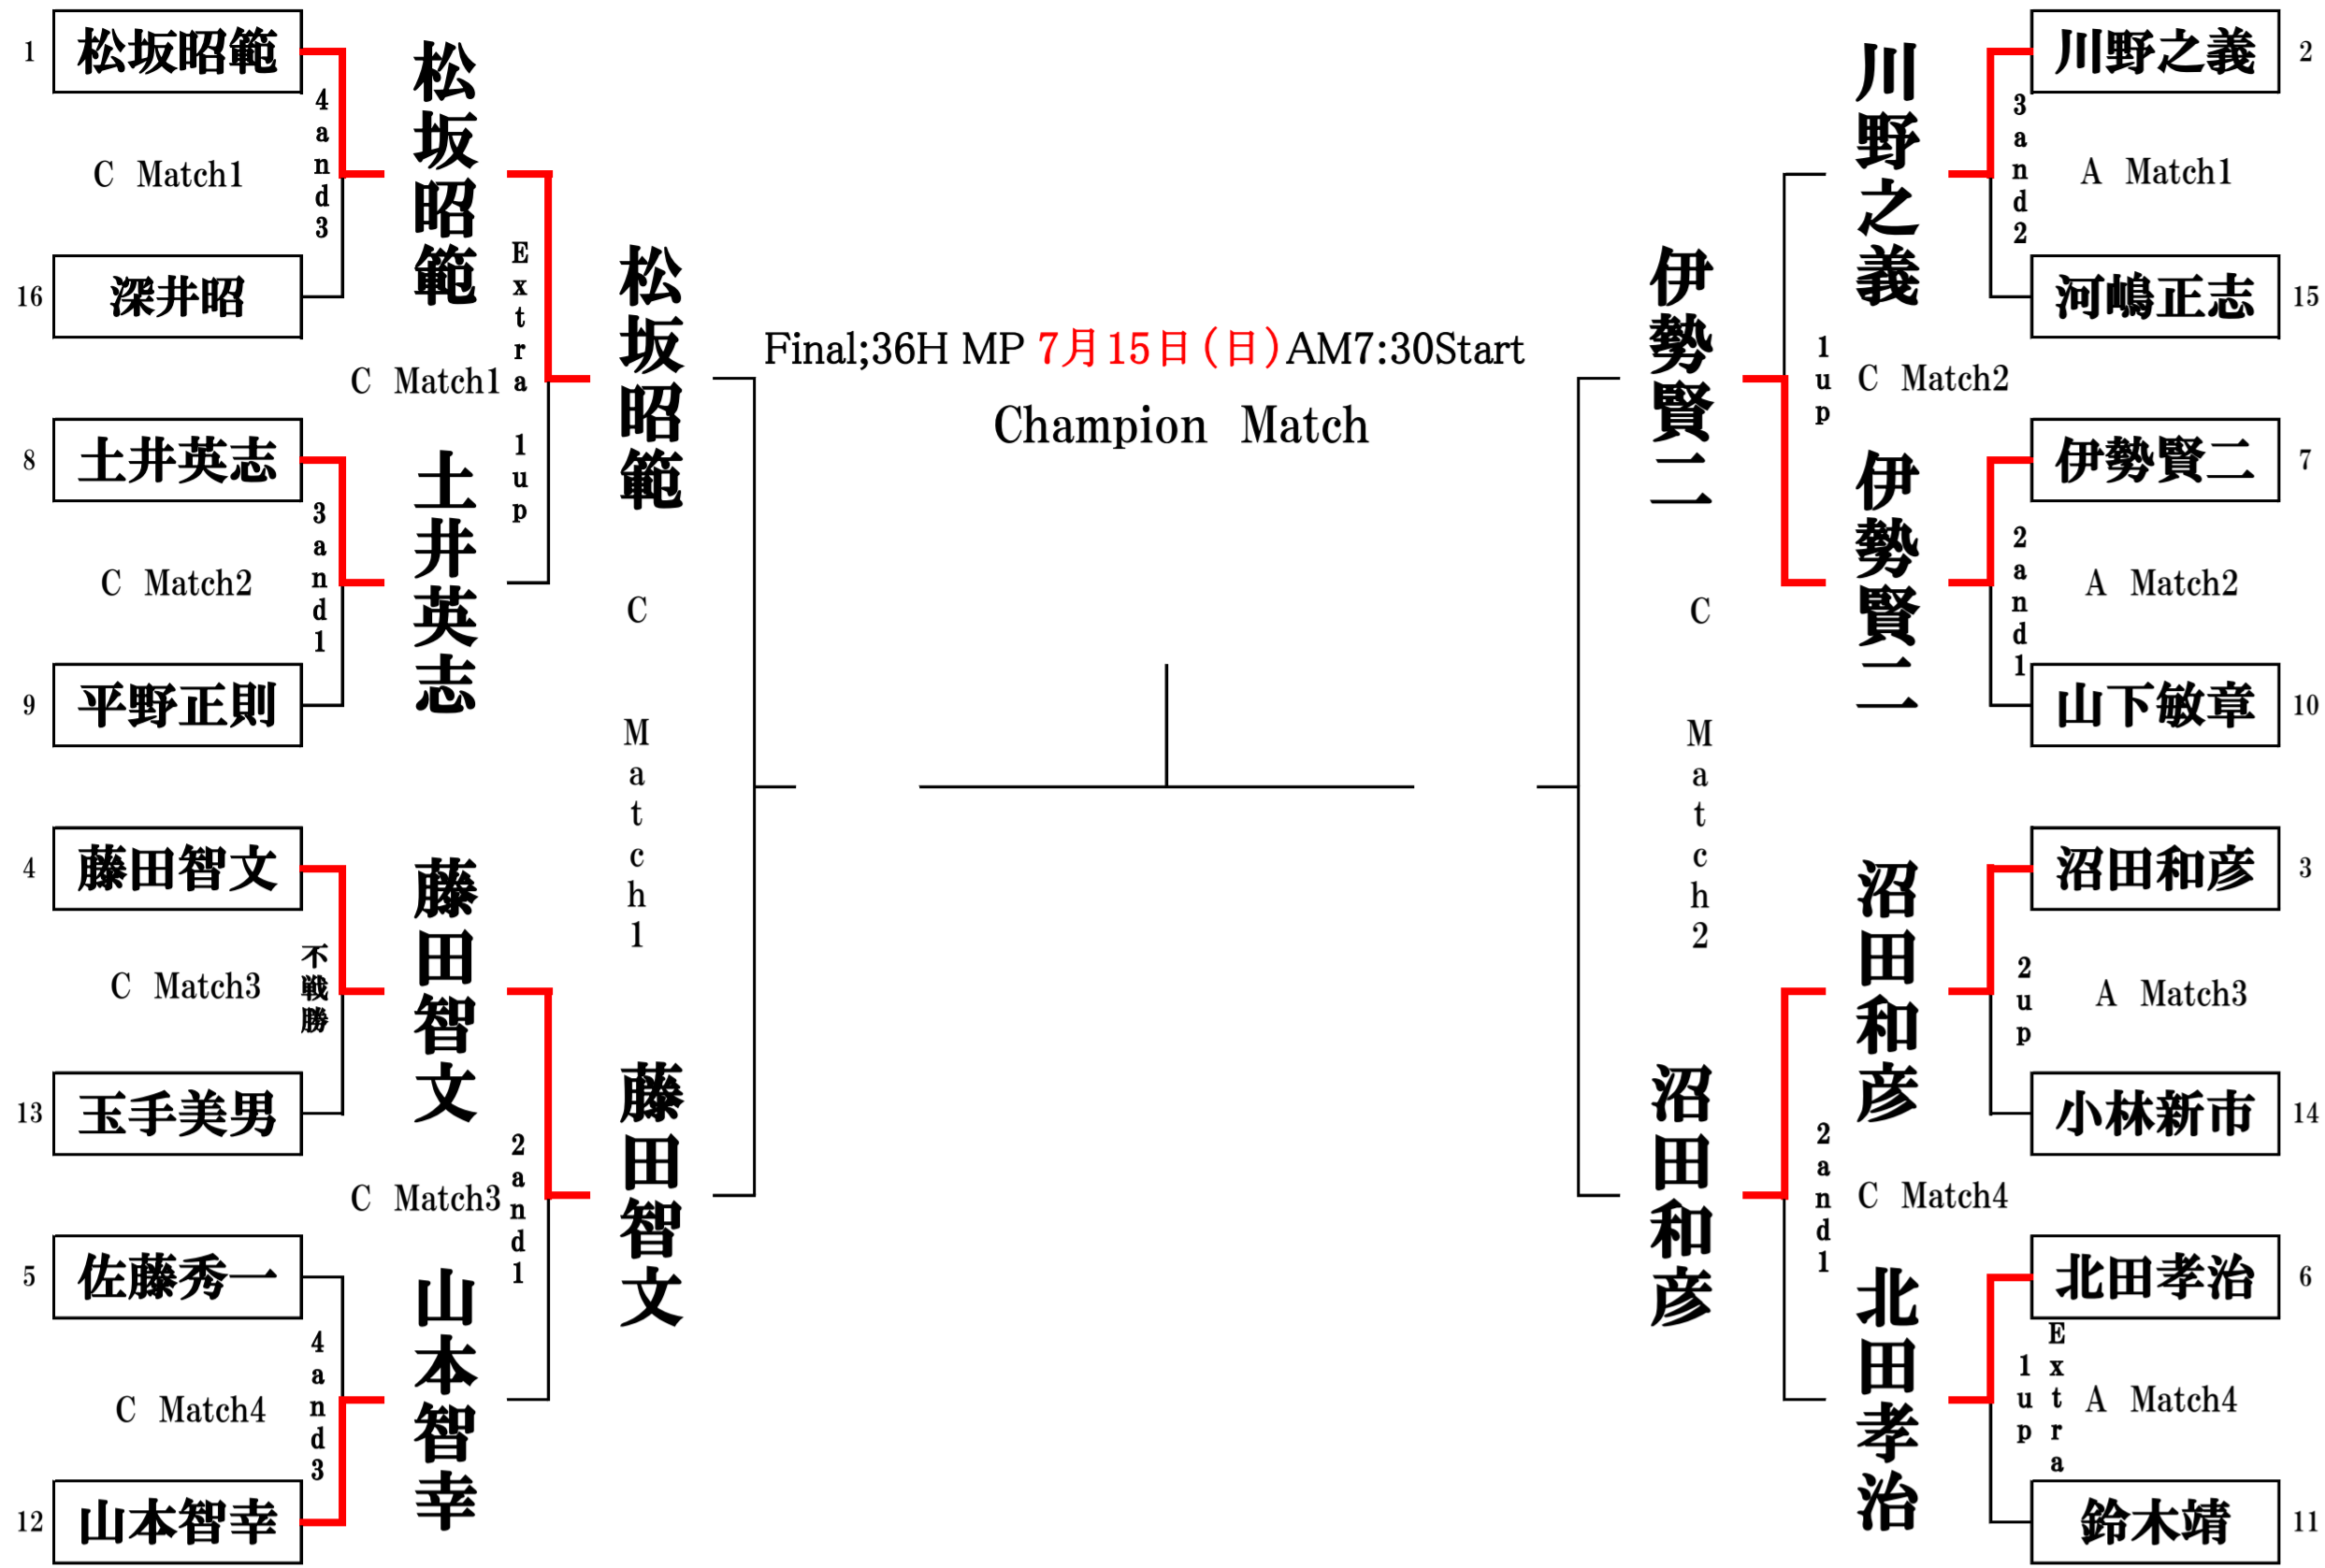 1
松坂昭範
4and3
C Match1
16
深井昭
松坂昭範
Extra 1up
C Match1
8
土井英志
3and1
C Match2
9
平野正則
土井英志
松坂昭範
C Match1
4
藤田智文
不戦勝
C Match3
13
玉手美男
藤田智文
2and1
C Match3
5
佐藤秀一
4and3
C Match4
12
山本智幸
山本智幸
藤田智文
Final;36H MP 7月15日(日)AM7:30Start
Champion Match
伊勢賢二
C Match2
沼田和彦
川野之義
1up
C Match2
伊勢賢二
沼田和彦
2and1
C Match4
北田孝治
川野之義
2
3and2
A Match1
河嶋正志
15
伊勢賢二
7
2and1
A Match2
山下敏章
10
沼田和彦
3
2up
A Match3
小林新市
14
北田孝治
6
Extra
1up
A Match4
鈴木靖
11